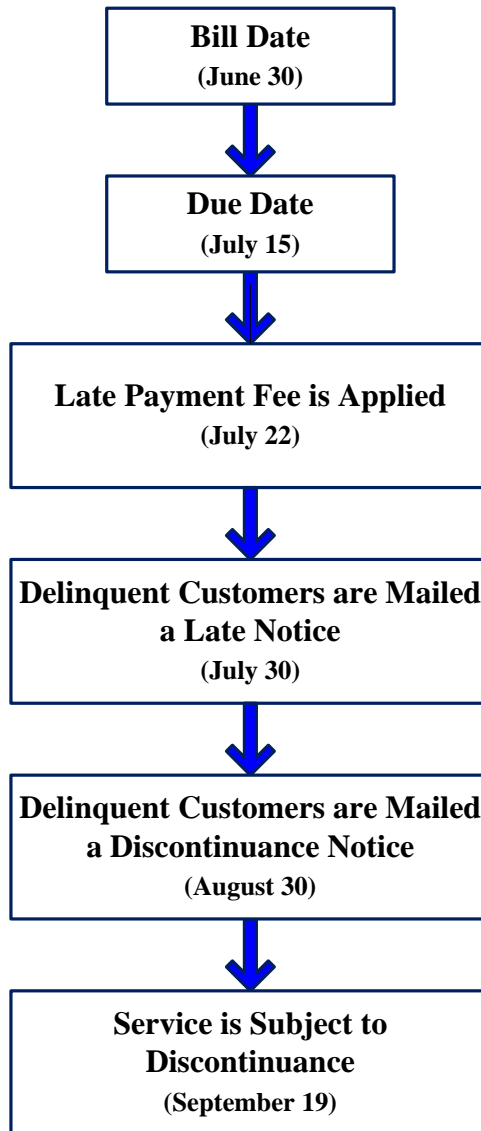 Bill Date
(June 30)
Due Date
(July 15)
Late Payment Fee is Applied
(July 22)
Delinquent Customers are Mailed
a Late Notice
(July 30)
Delinquent Customers are Mailed
a Discontinuance Notice
(August 30)
Service is Subject to
Discontinuance
(September 19)